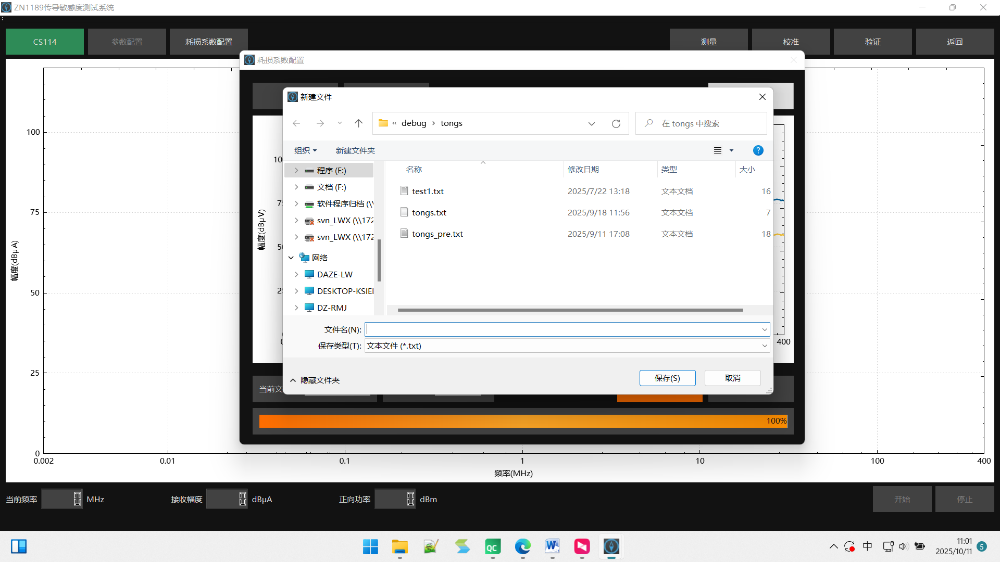 ZN1189传导敏感度测试系统
:
CS114
参数配置
耗损系数配置
测量
校准
验证
返回
耗损系数配置
新建文件
« debug › tongs
在 tongs 中搜索
组织
新建文件夹
?
程序 (E:)
文档 (F:)
软件程序归档 (\\
svn_LWX (\\172
svn_LWX (\\172
网络
DAZE-LW
DESKTOP-KSIE
DZ-RMJ
名称 修改日期 类型 大小
test1.txt 2025/7/22 13:18 文本文档 16
tongs.txt 2025/9/18 11:56 文本文档 7
tongs_pre.txt 2025/9/11 17:08 文本文档 18
文件名(N):
保存类型(T): 文本文件 (*.txt)
隐藏文件夹
保存(S)
取消
幅度(dBμV)
400
当前文
100%
幅度(dBμA)
100
75
50
25
0
0.002 0.01 0.1 1 10 100 400
频率(MHz)
当前频率 0 MHz
接收幅度 0 dBμA
正向功率 0 dBm
开始
停止
QC
W
中
11:01
2025/10/11
5